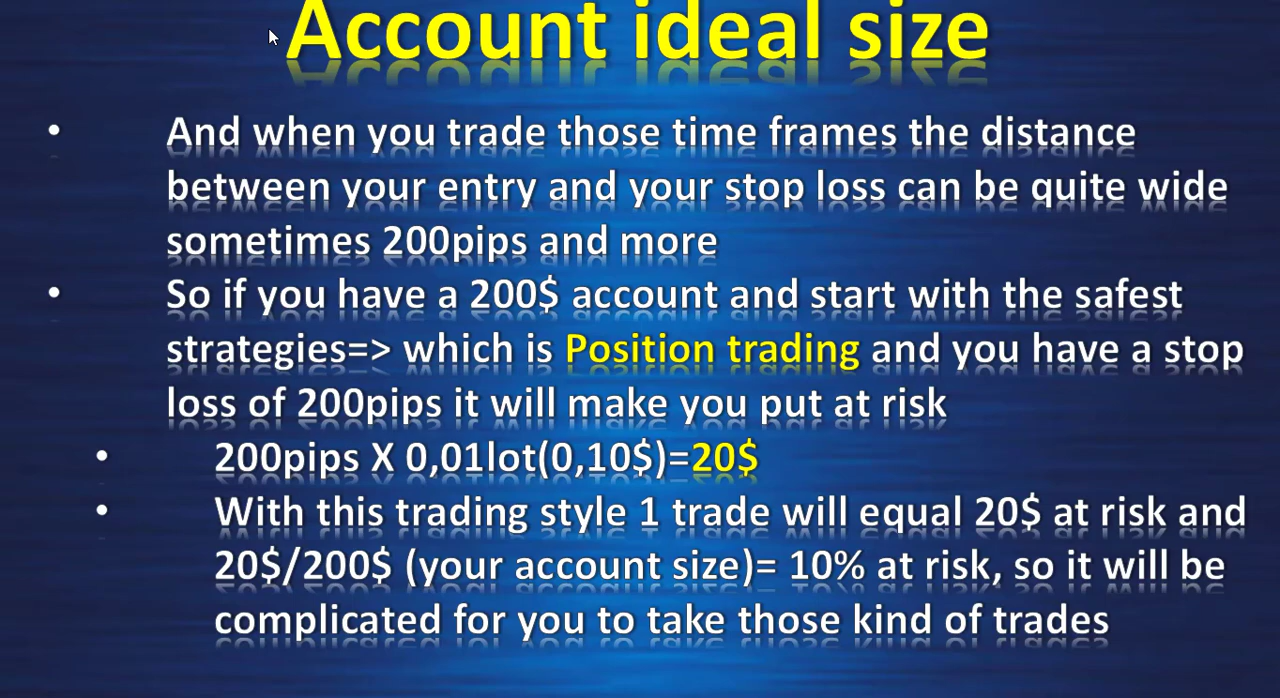 Account ideal size
• And when you trade those time frames the distance
between your entry and your stop loss can be quite wide
sometimes 200pips and more
• So if you have a 200$ account and start with the safest
strategies=> which is Position trading and you have a stop
loss of 200pips it will make you put at risk
• 200pips X 0,01lot(0,10$)=20$
• With this trading style 1 trade will equal 20$ at risk and
20$/200$ (your account size)= 10% at risk, so it will be
complicated for you to take those kind of trades